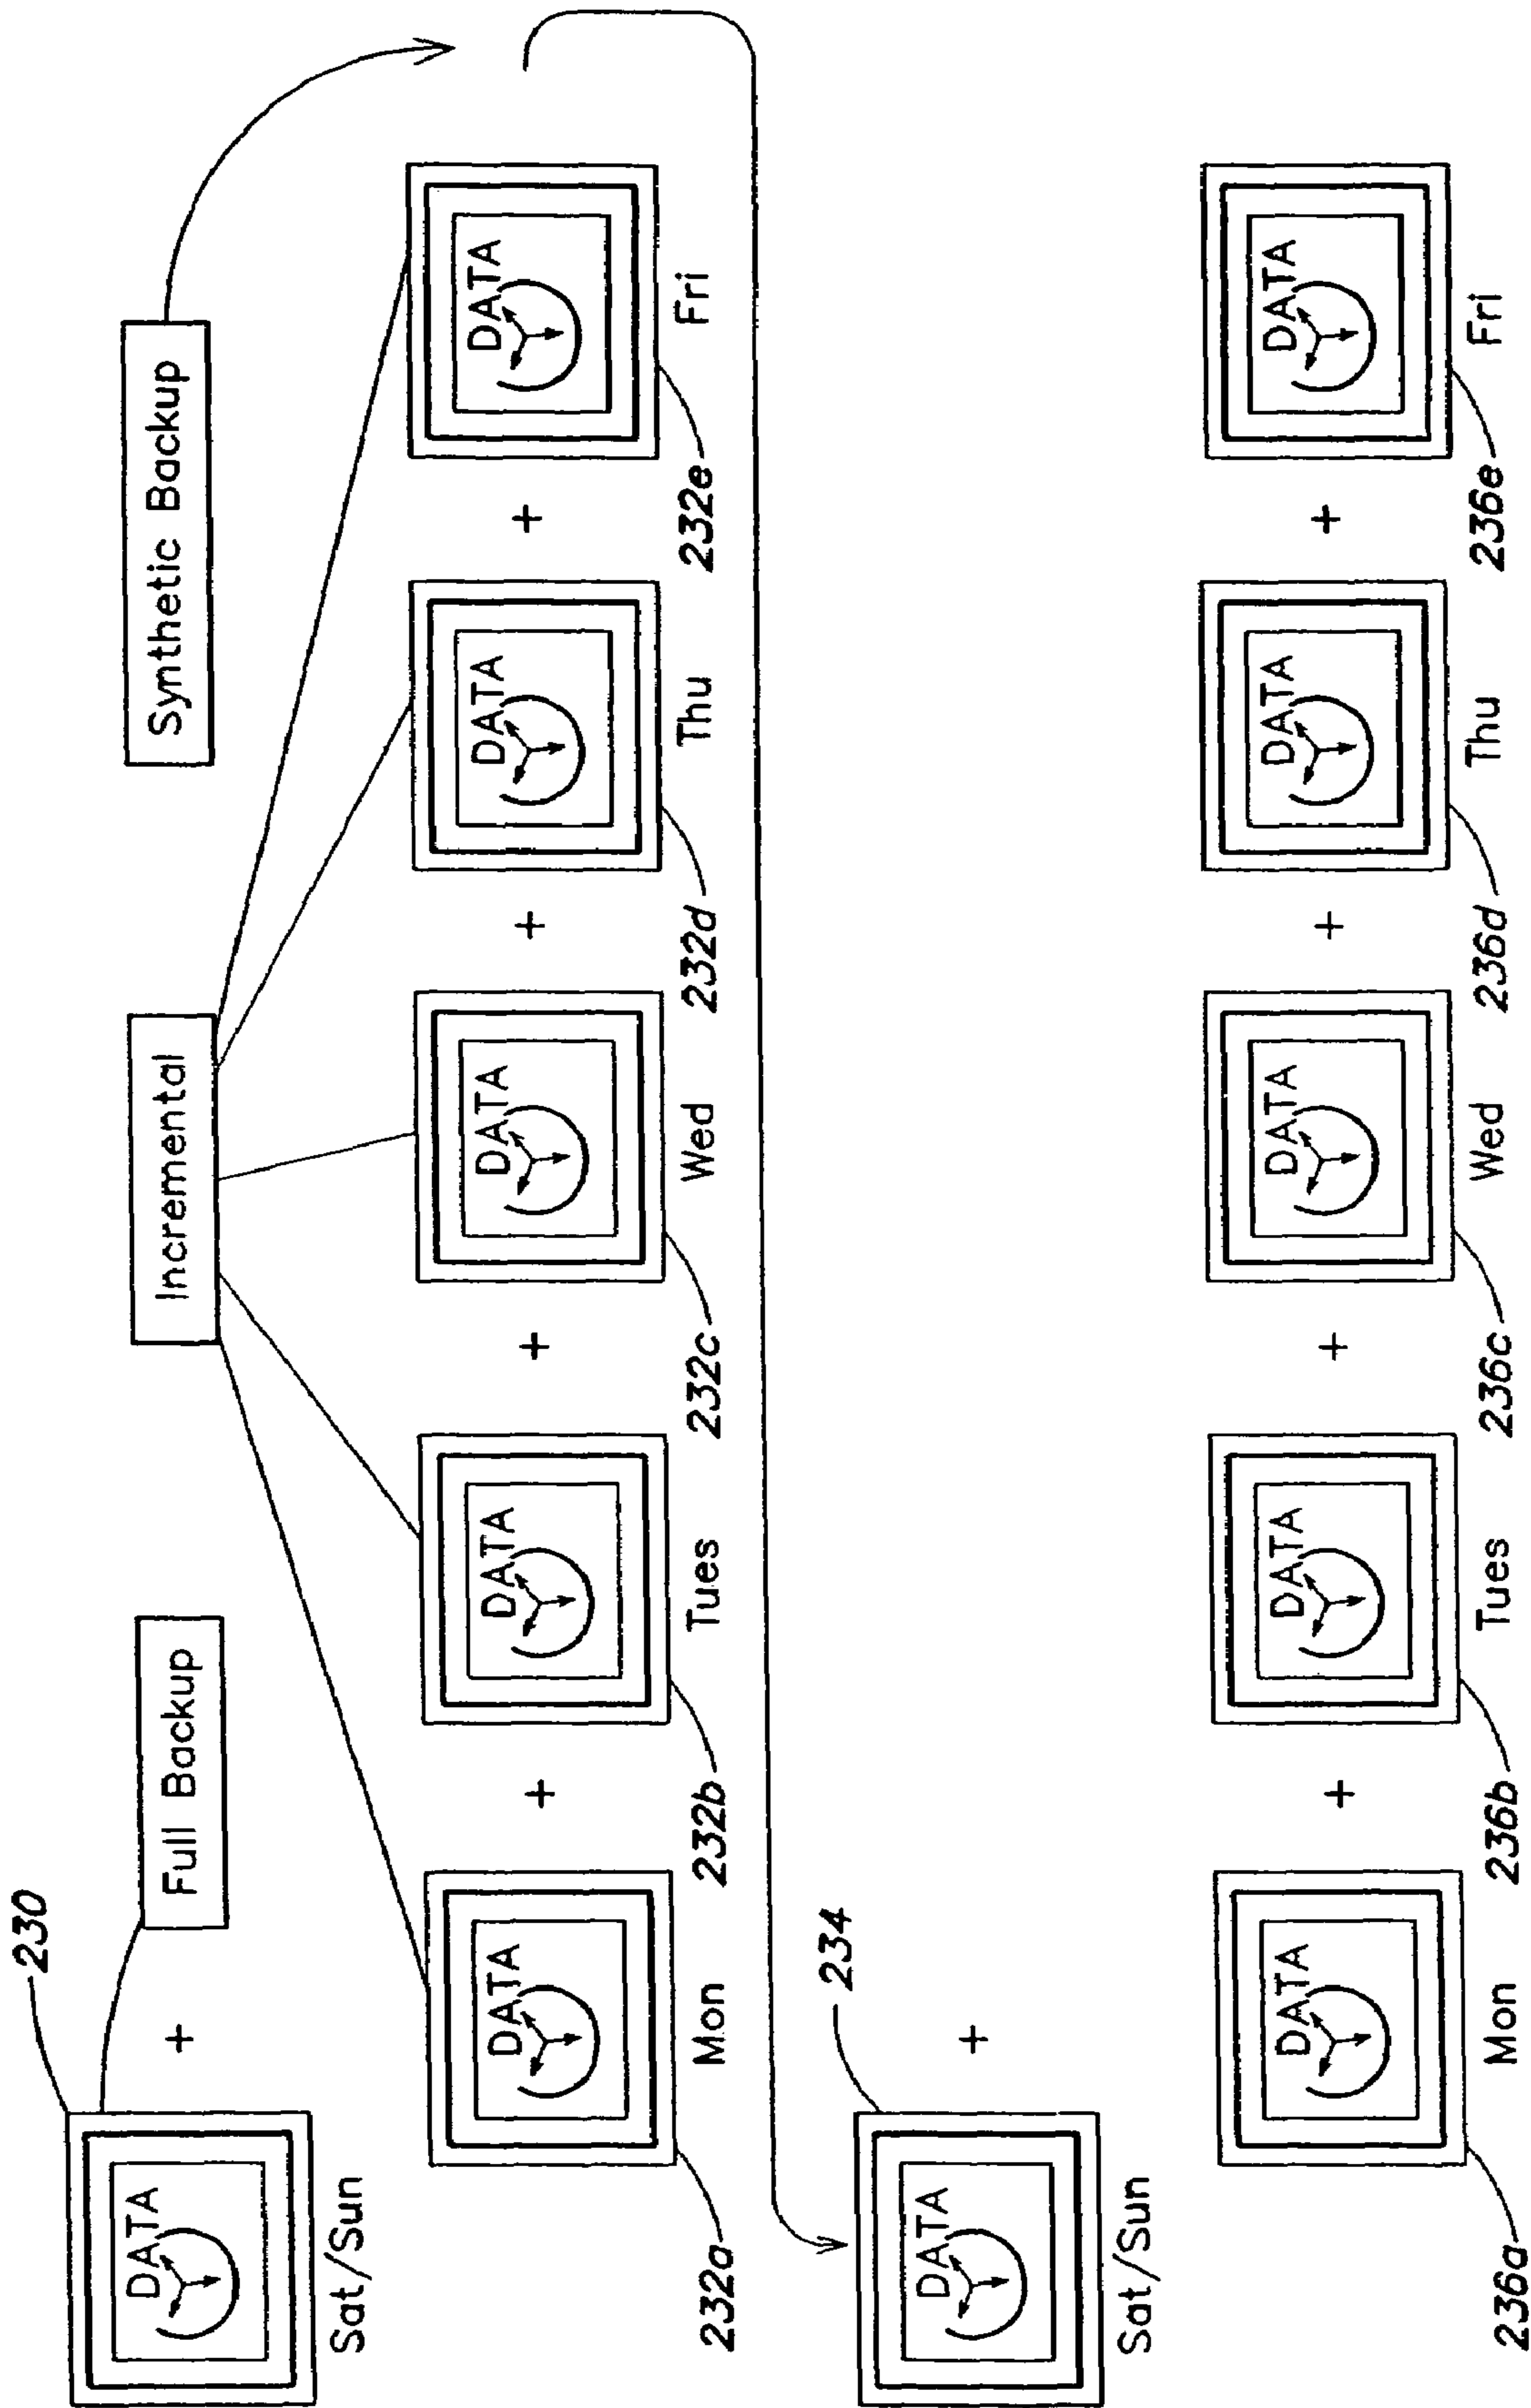 230
Full Backup
Incremental
Synthetic Backup
DATA
+
Sat/Sun
DATA
+
DATA
+
DATA
+
DATA
+
DATA
Mon
Tues
Wed
Thu
Fri
232a
232b
232c
232d
232e
234
DATA
+
Sat/Sun
DATA
+
DATA
+
DATA
+
DATA
+
DATA
Mon
Tues
Wed
Thu
Fri
236a
236b
236c
236d
236e